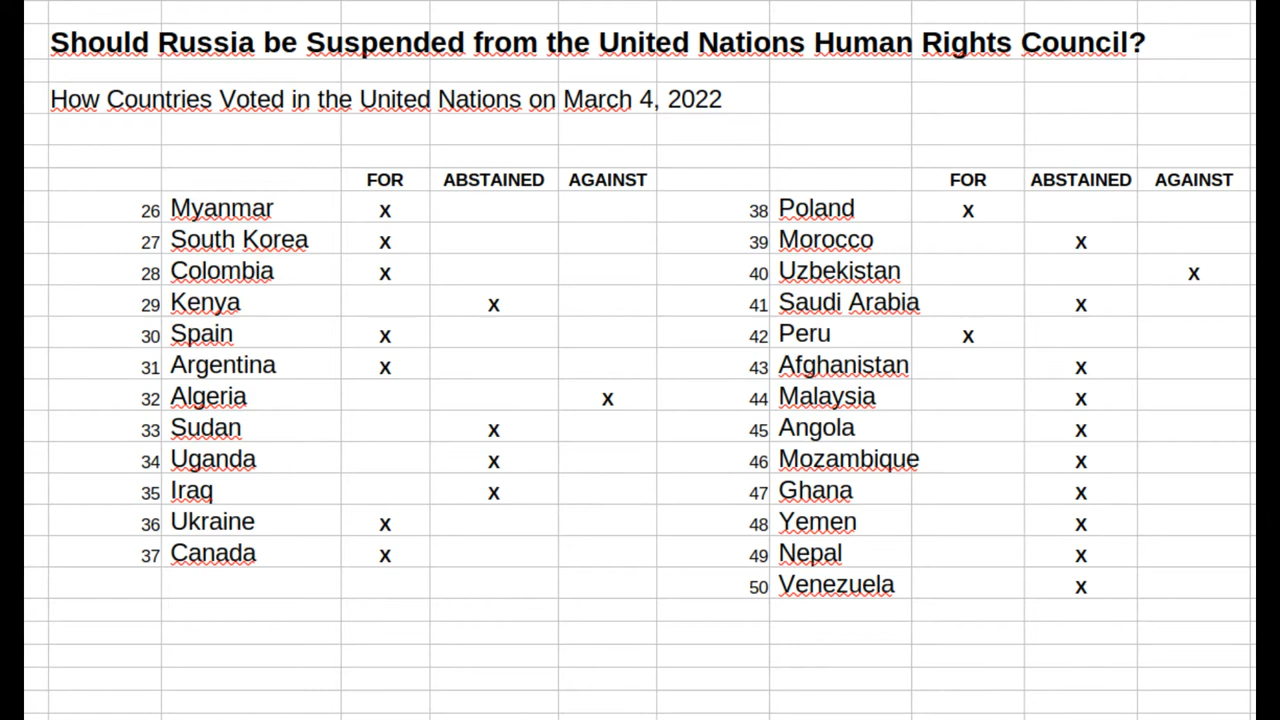 Should Russia be Suspended from the United Nations Human Rights Council?
How Countries Voted in the United Nations on March 4, 2022
FOR ABSTAINED AGAINST FOR ABSTAINED AGAINST
26 Myanmar X 38 Poland X
27 South Korea X 39 Morocco X
28 Colombia X 40 Uzbekistan X
29 Kenya X 41 Saudi Arabia X
30 Spain X 42 Peru X
31 Argentina X 43 Afghanistan X
32 Algeria X 44 Malaysia X
33 Sudan X 45 Angola X
34 Uganda X 46 Mozambique X
35 Iraq X 47 Ghana X
36 Ukraine X 48 Yemen X
37 Canada X 49 Nepal X
50 Venezuela X